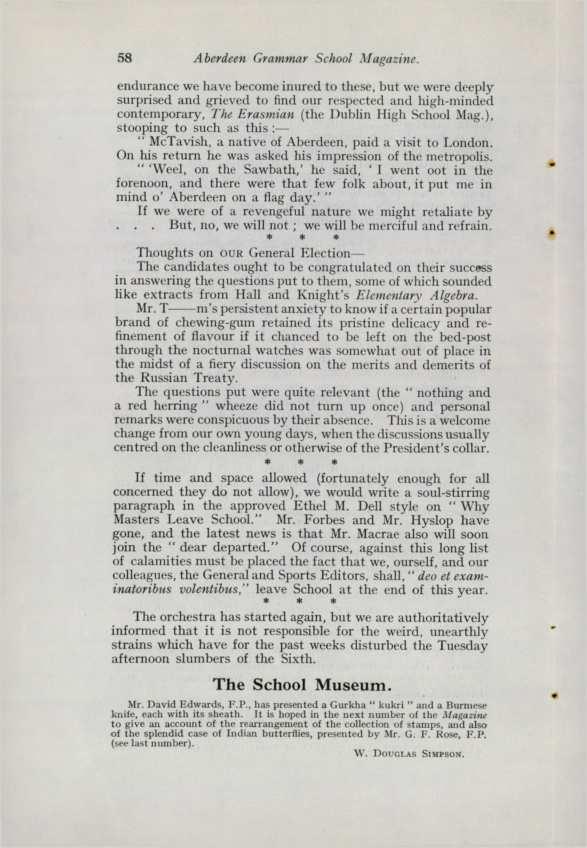 58 Aberdeen Grammar School Magazine.
endurance we have become inured to these, but we were deeply
surprised and grieved to find our respected and high-minded
contemporary, The Erasmian (the Dublin High School Mag.),
stooping to such as this :—
" McTavish, a native of Aberdeen, paid a visit to London.
On his return he was asked his impression of the metropolis.
" 'Weel, on the Sawbath,' he said, ' I went oot in the
forenoon, and there were that few folk about, it put me in
mind o' Aberdeen on a flag day.' "
If we were of a revengeful nature we might retaliate by
. . . But, no, we will not ; we will be merciful and refrain.
* * *
Thoughts on OUR General Election—
The candidates ought to be congratulated on their success
in answering the questions put to them, some of which sounded
like extracts from Hall and Knight's Elementary Algebra.
Mr. T——m's persistent anxiety to know if a certain popular
brand of chewing-gum retained its pristine delicacy and re-
finement of flavour if it chanced to be left on the bed-post
through the nocturnal watches was somewhat out of place in
the midst of a fiery discussion on the merits and demerits of
the Russian Treaty.
The questions put were quite relevant (the " nothing and
a red herring " wheeze did not turn up once) and personal
remarks were conspicuous by their absence. This is a welcome
change from our own young days, when the discussions usually
centred on the cleanliness or otherwise of the President's collar.
* * *
If time and space allowed (fortunately enough for all
concerned they do not allow), we would write a soul-stirring
paragraph in the approved Ethel M. Dell style on " Why
Masters Leave School." Mr. Forbes and Mr. Hyslop have
gone, and the latest news is that Mr. Macrae also will soon
join the " dear departed." Of course, against this long list
of calamities must be placed the fact that we, ourself, and our
colleagues, the General and Sports Editors, shall, " deo et exam-
inatoribus volentibus," leave School at the end of this year.
* * *
The orchestra has started again, but we are authoritatively
informed that it is not responsible for the weird, unearthly
strains which have for the past weeks disturbed the Tuesday
afternoon slumbers of the Sixth.
The School Museum.
Mr. David Edwards, F.P., has presented a Gurkha " kukri " and a Burmese
knife, each with its sheath. It is hoped in the next number of the Magazine
to give an account of the rearrangement of the collection of stamps, and also
of the splendid case of Indian butterflies, presented by Mr. G. F. Rose, F.P.
(see last number).
W. Douglas Simpson.